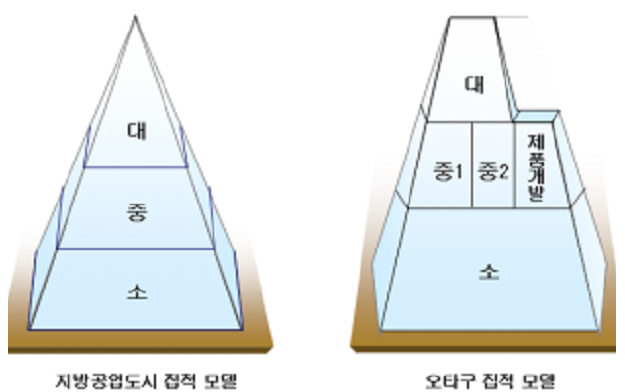 대
중
소
지방공업도시 집적 모델
대
중1
중2
제품개발
소
오타구 집적 모델